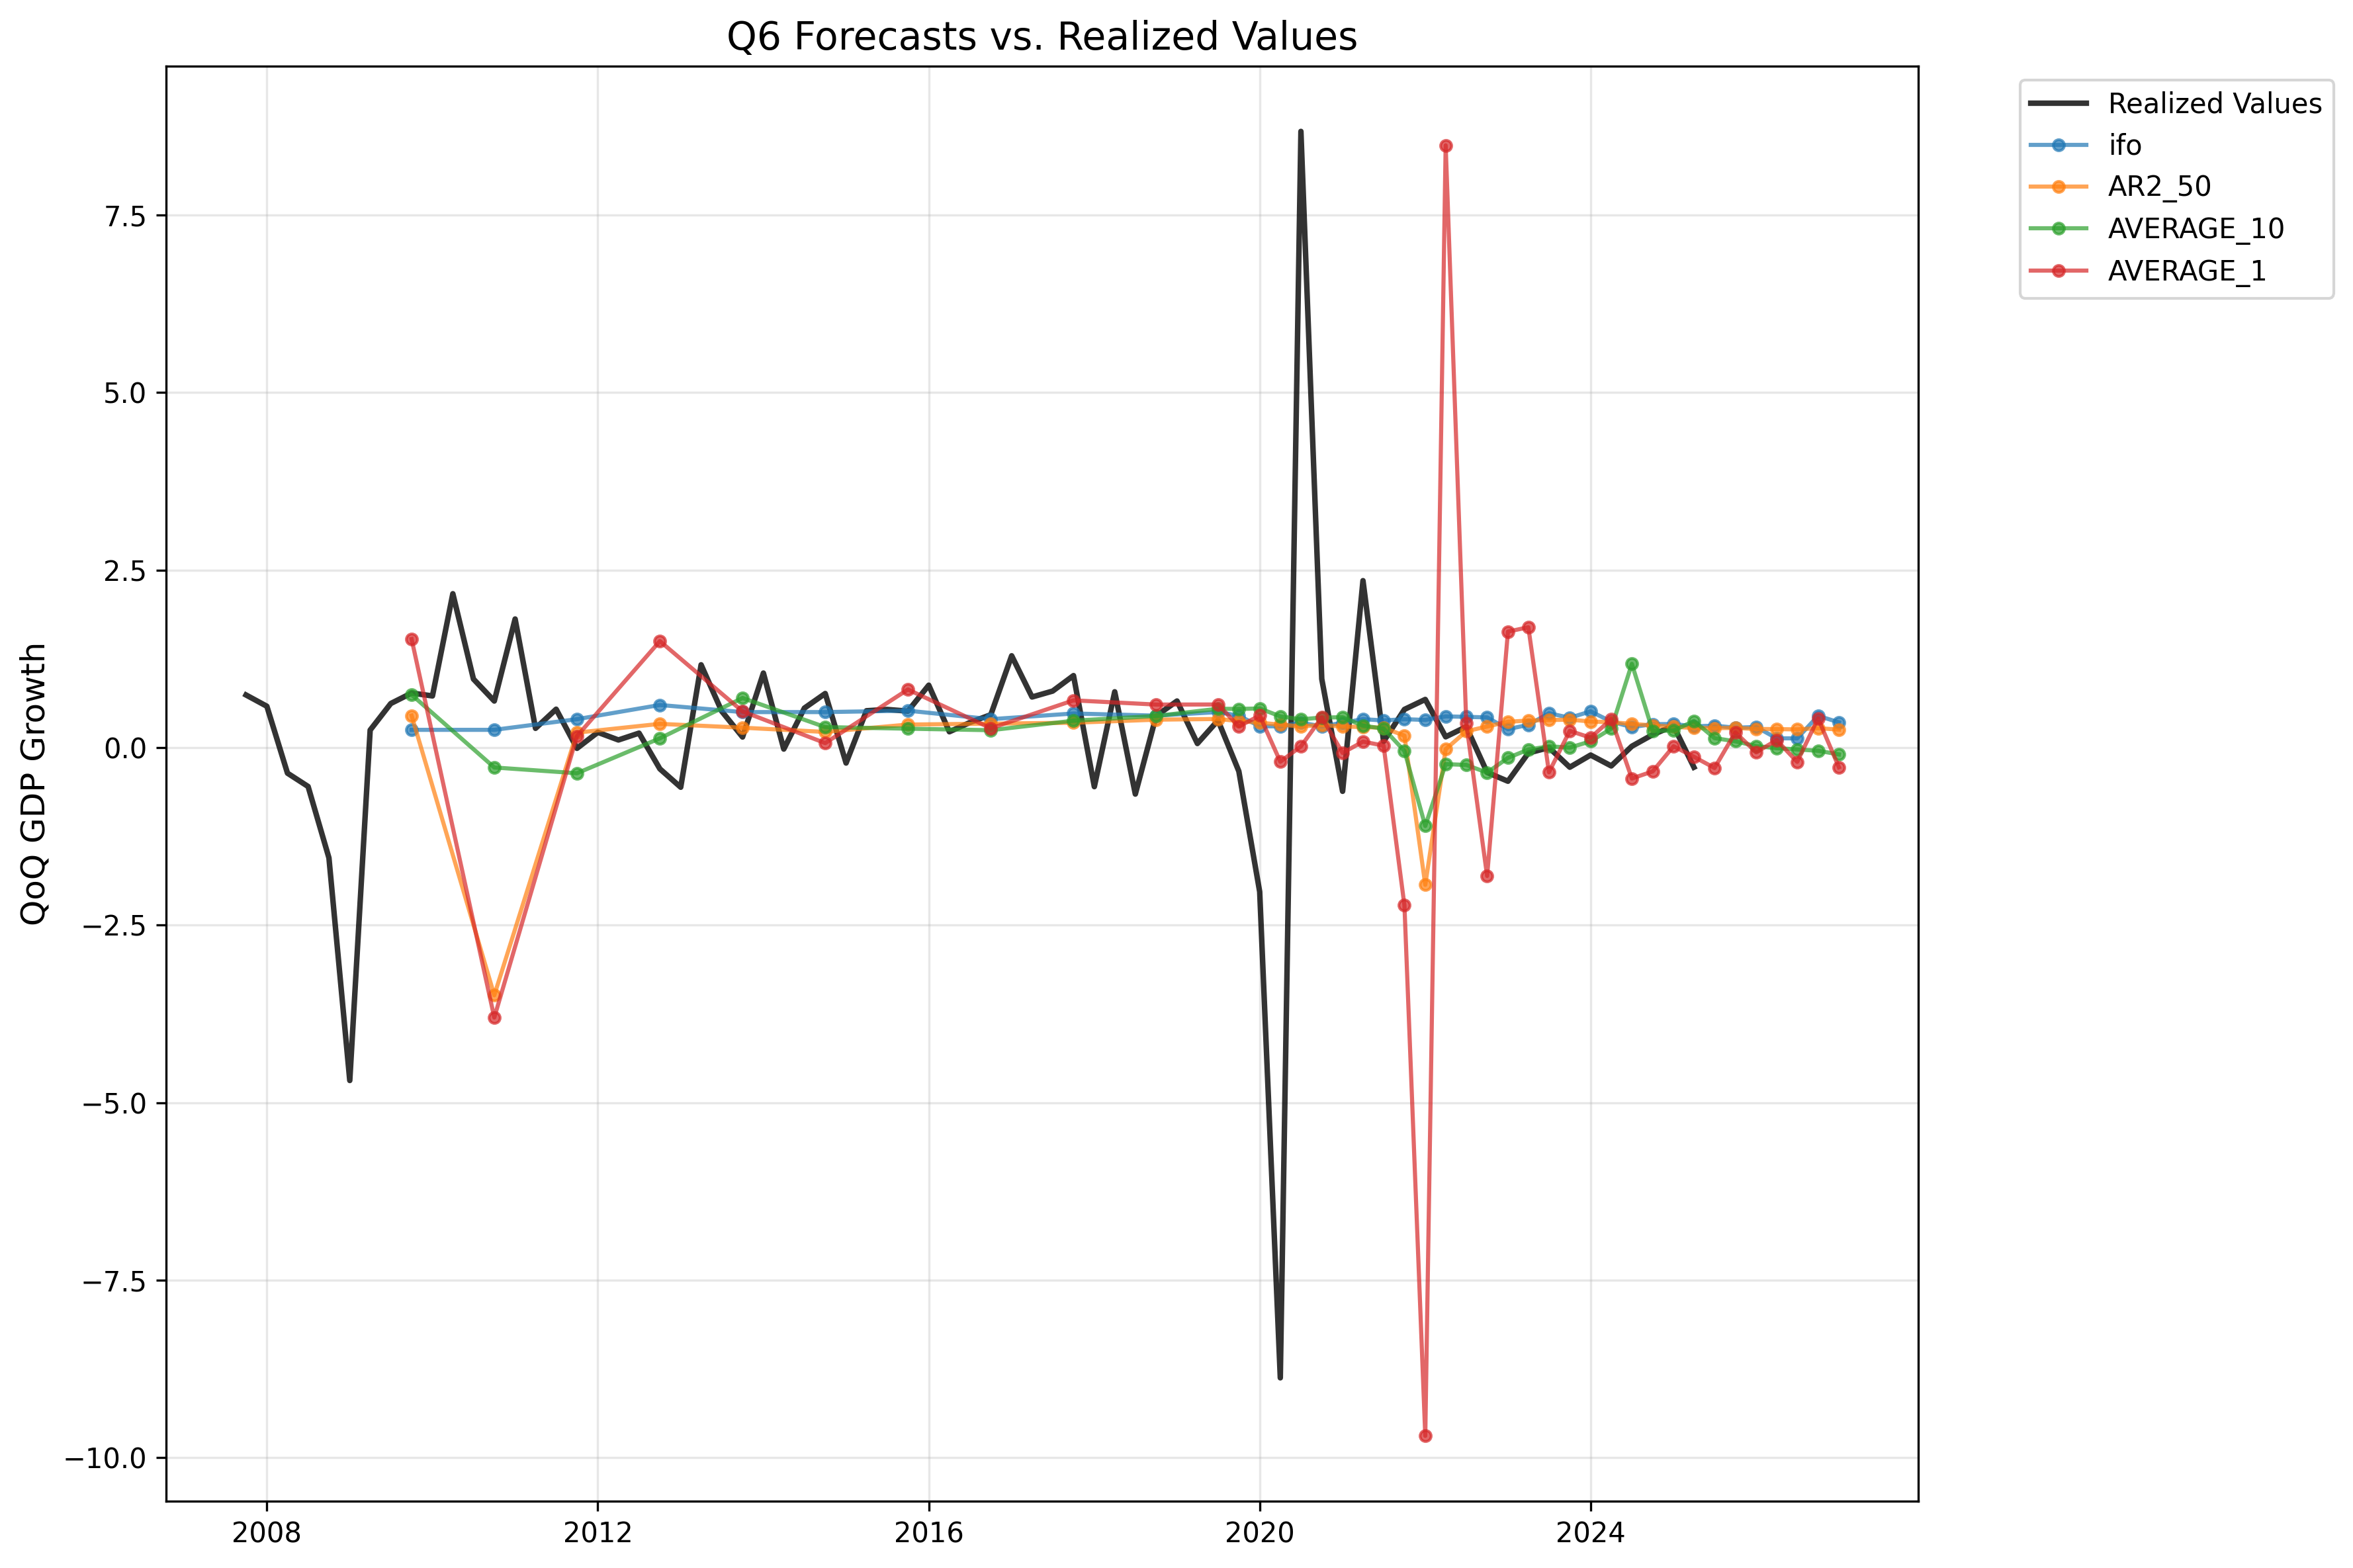 Q6 Forecasts vs. Realized Values
QoQ GDP Growth
7.5
5.0
2.5
0.0
−2.5
−5.0
−7.5
−10.0
2008
2012
2016
2020
2024
Realized Values
ifo
AR2_50
AVERAGE_10
AVERAGE_1